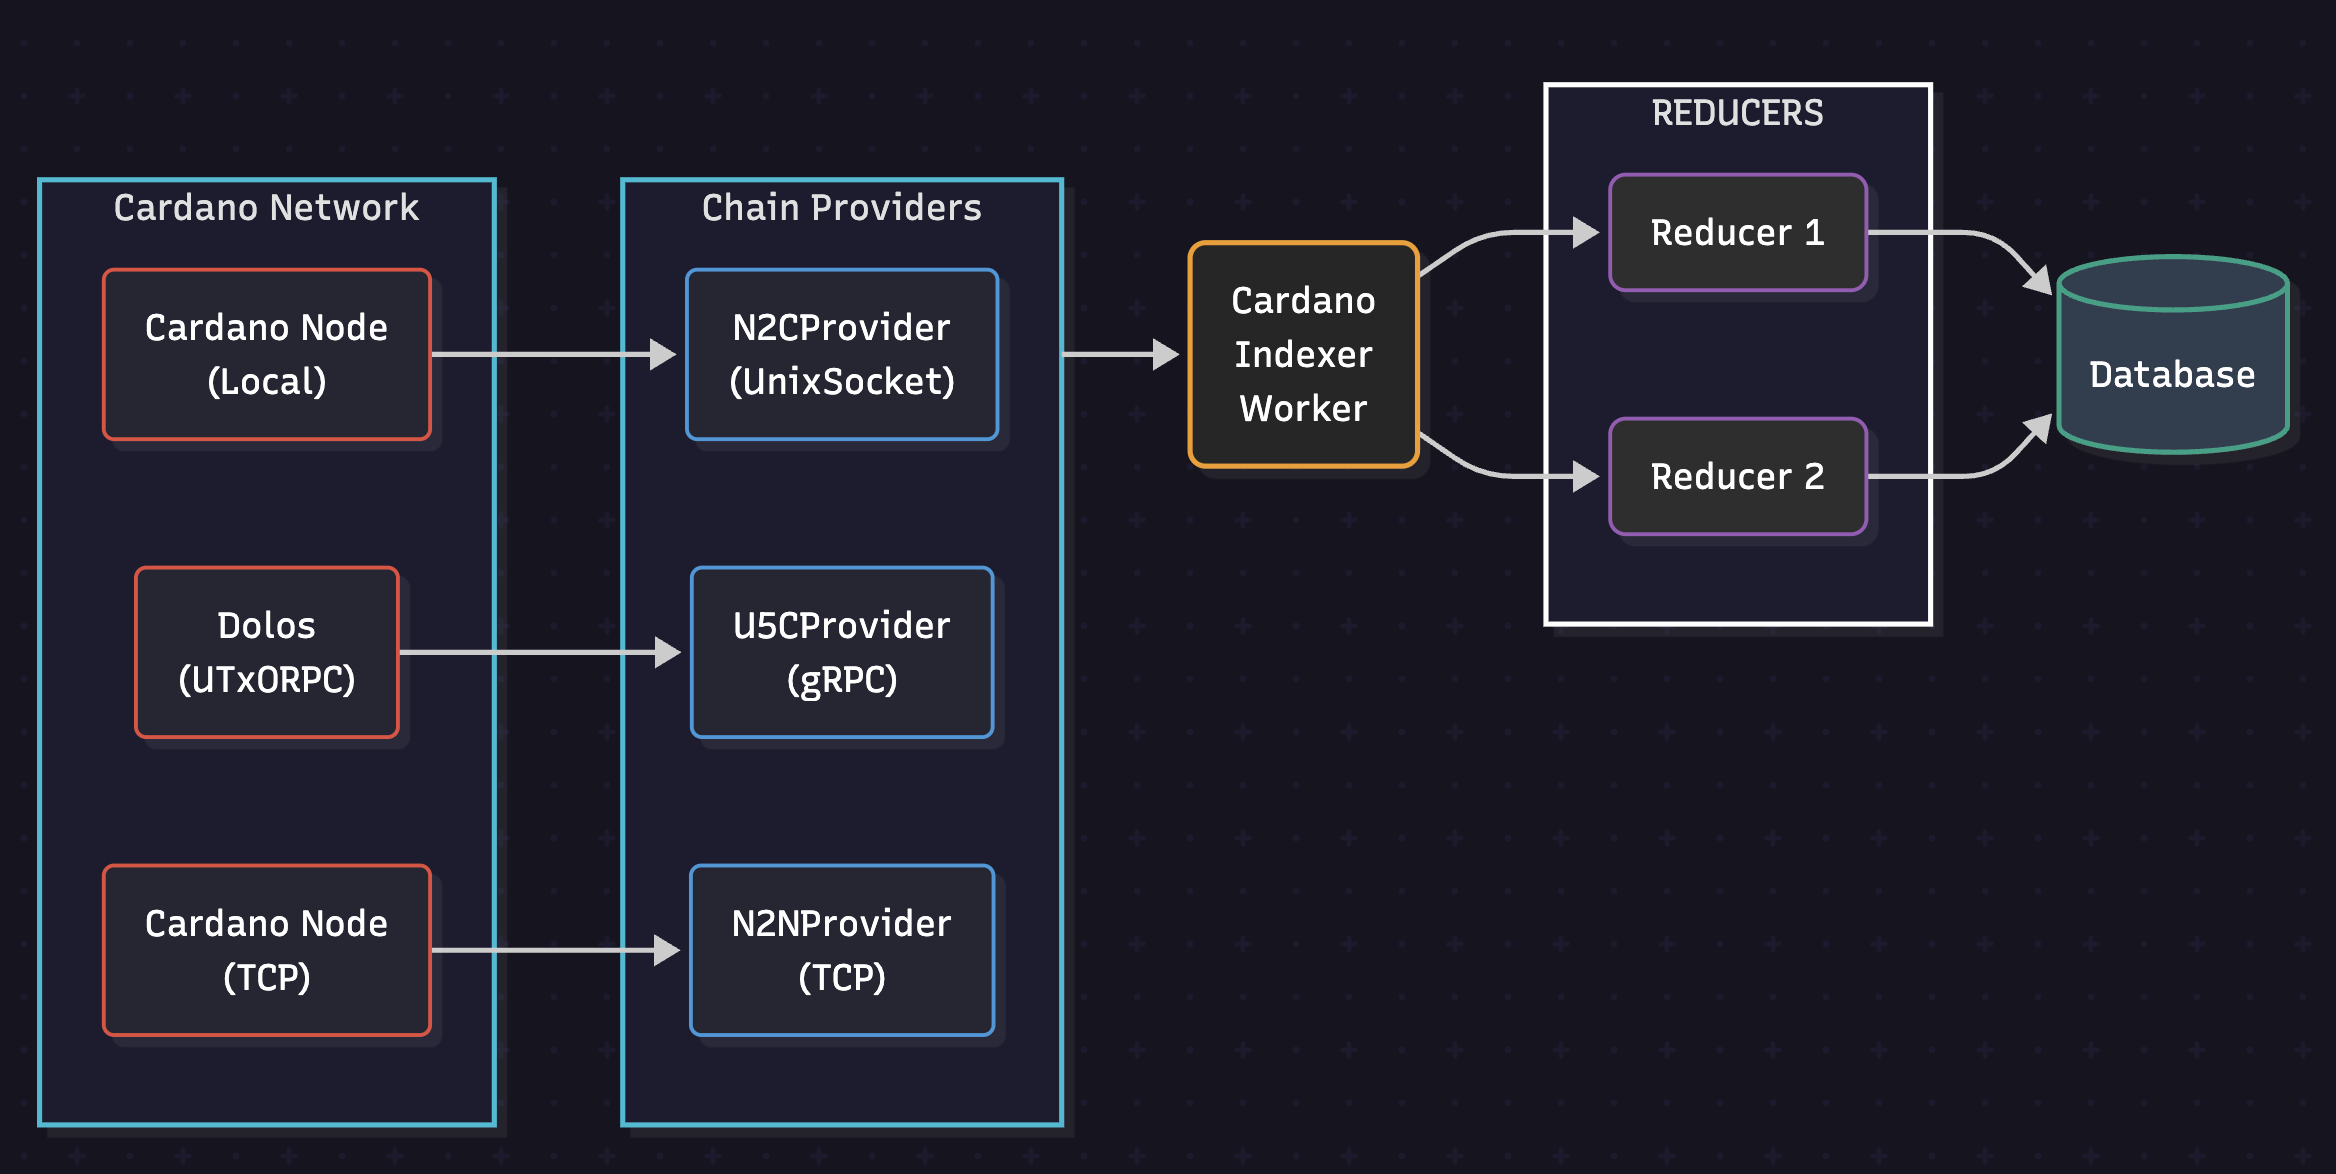 Cardano Network
Cardano Node
(Local)
Dolos
(UTxORPC)
Cardano Node
(TCP)
Chain Providers
N2CProvider
(UnixSocket)
U5CProvider
(gRPC)
N2NProvider
(TCP)
Cardano
Indexer
Worker
REDUCERS
Reducer 1
Reducer 2
Database